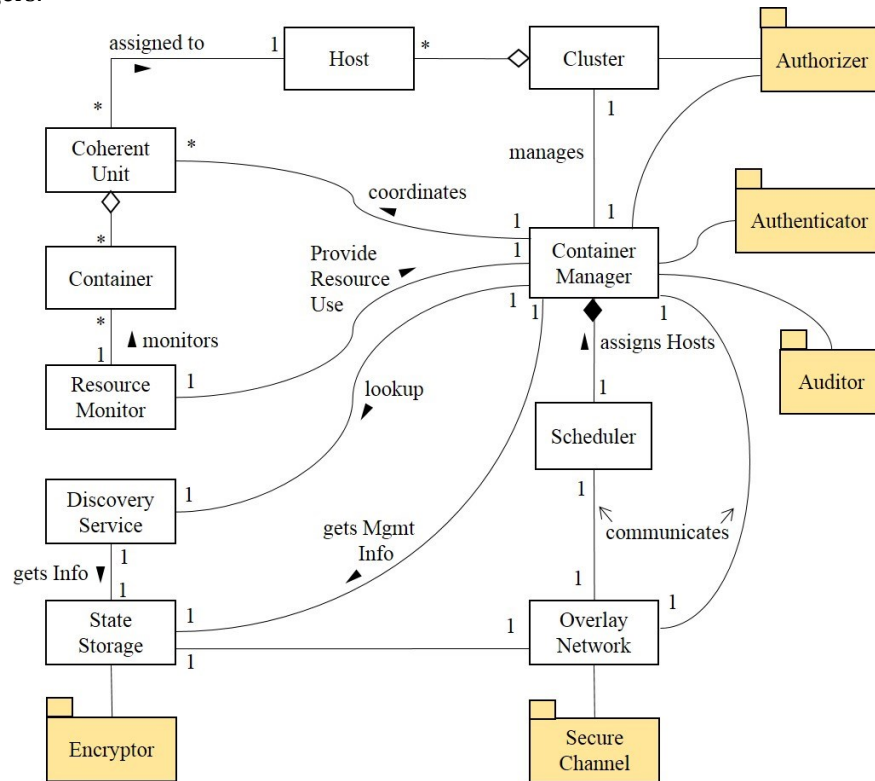 assigned to
1
Host
*
Cluster
Authorizer
*
1
Coherent
Unit
*
manages
coordinates
1
Authenticator
*
Container
Provide
Resource
Use
1
1
Container
Manager
1
1
1
*
monitors
1
assigns Hosts
Resource
Monitor
1
lookup
1
Auditor
Scheduler
Discovery
Service
1
1
gets Mgmt
Info
communicates
1
gets Info
1
1
State
Storage
1
1
1
1
Overlay
Network
1
Encryptor
Secure
Channel